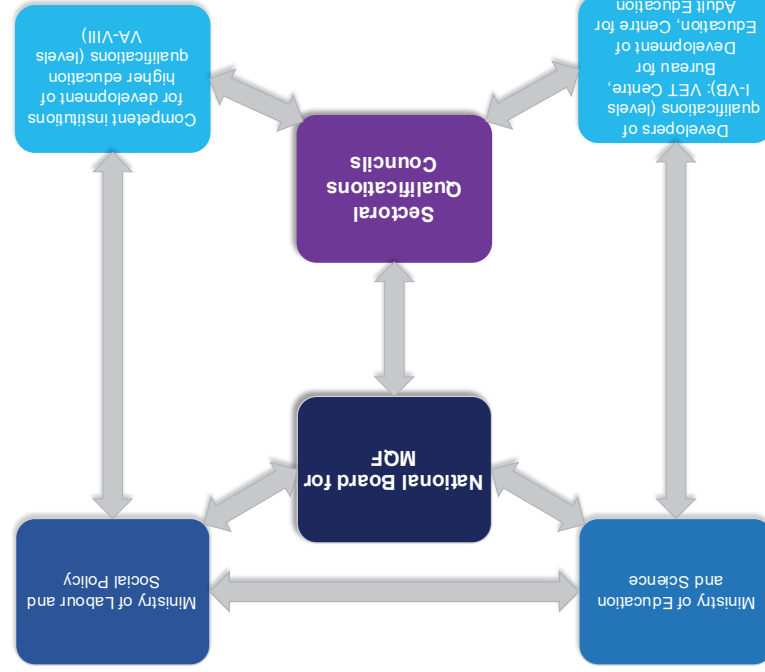 Ministry of Education
and Science
Ministry of Labour and
Social Policy
National Board for
MQF
Sectoral
Qualifications
Councils
Developers of
qualifications (levels
I-VB): VET Centre,
Bureau for
Development of
Education, Centre for
Adult Education
Competent institutions
for development of
higher education
qualifications (levels
VA-VIII)